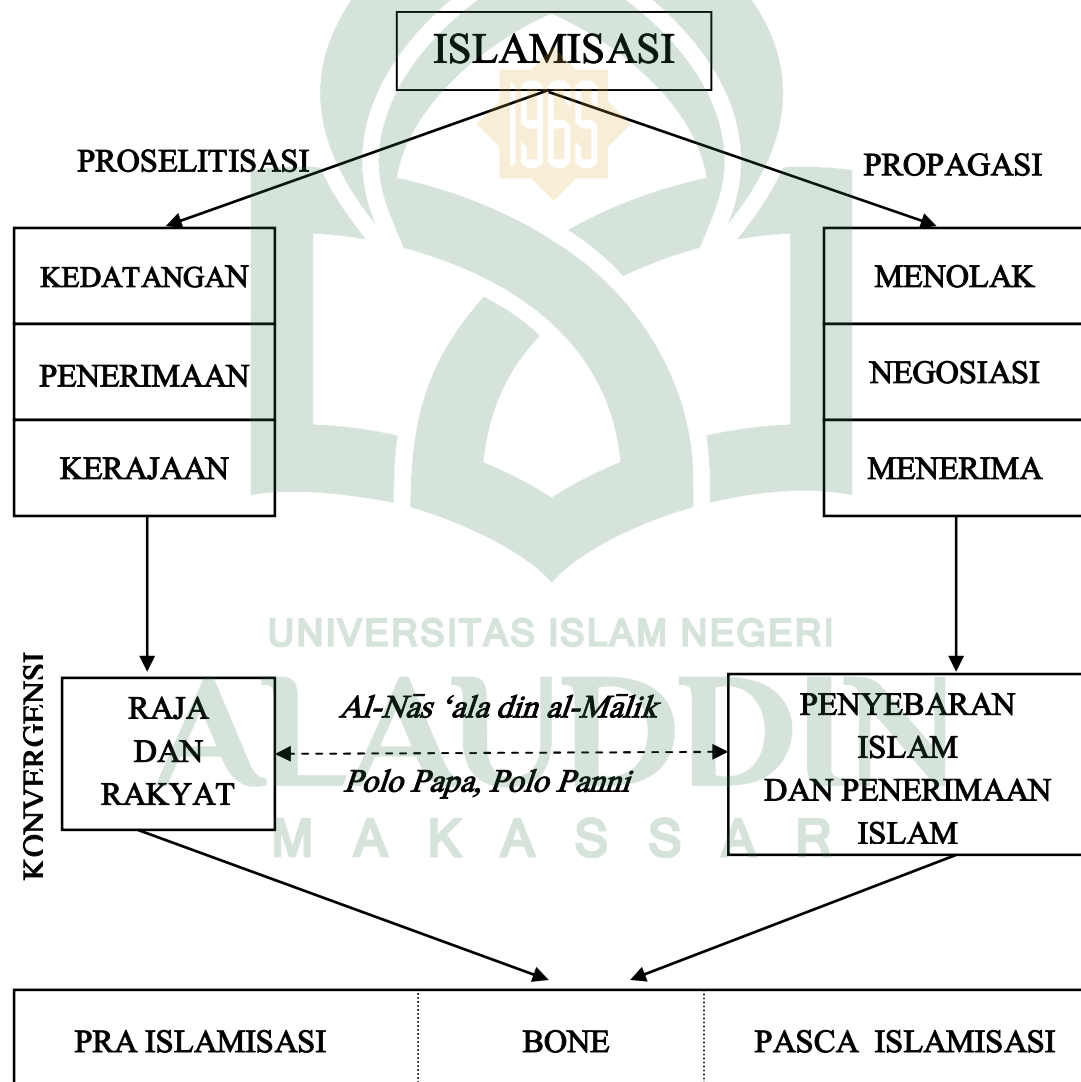 ISLAMISASI
1965
PROSELITISASI
PROPAGASI
KEDATANGAN
PENERIMAAN
KERAJAAN
MENOLAK
NEGOSIASI
MENERIMA
UNIVERSITAS ISLAM NEGERI
ALAUDDIN
MAKASSAR
KONVERGENSI
RAJA
DAN
RAKYAT
Al-Nās ‘ala din al-Mālik
Polo Papa, Polo Panni
PENYEBARAN
ISLAM
DAN PENERIMAAN
ISLAM
PRA ISLAMISASI
BONE
PASCA ISLAMISASI